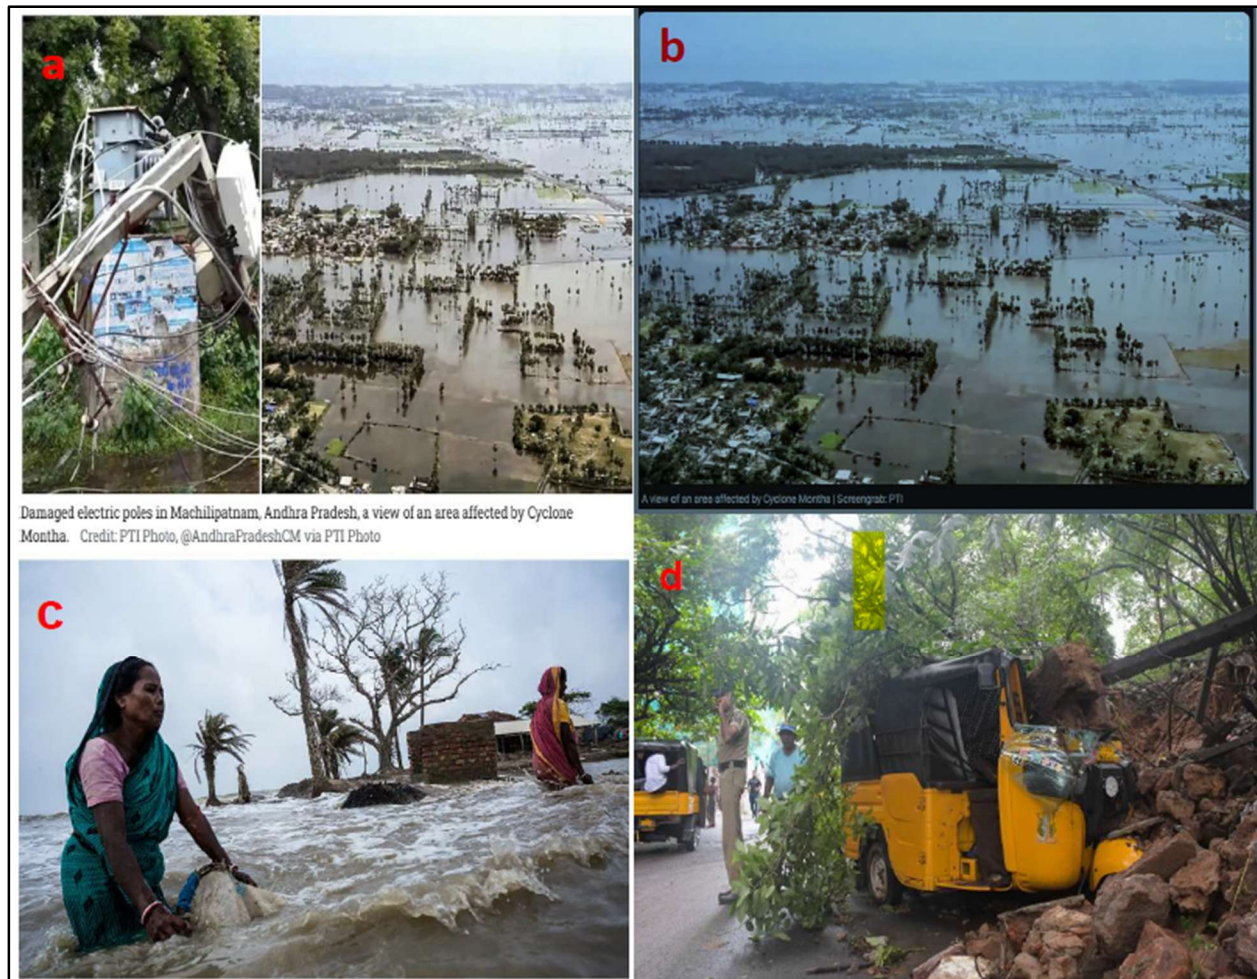 a
b
Damaged electric poles in Machilipatnam, Andhra Pradesh, a view of an area affected by Cyclone
Montha. Credit: PTI Photo, @AndhraPradeshCM via PTI Photo
A view of an area affected by Cyclone Montha | Screengrab: PTI
c
d